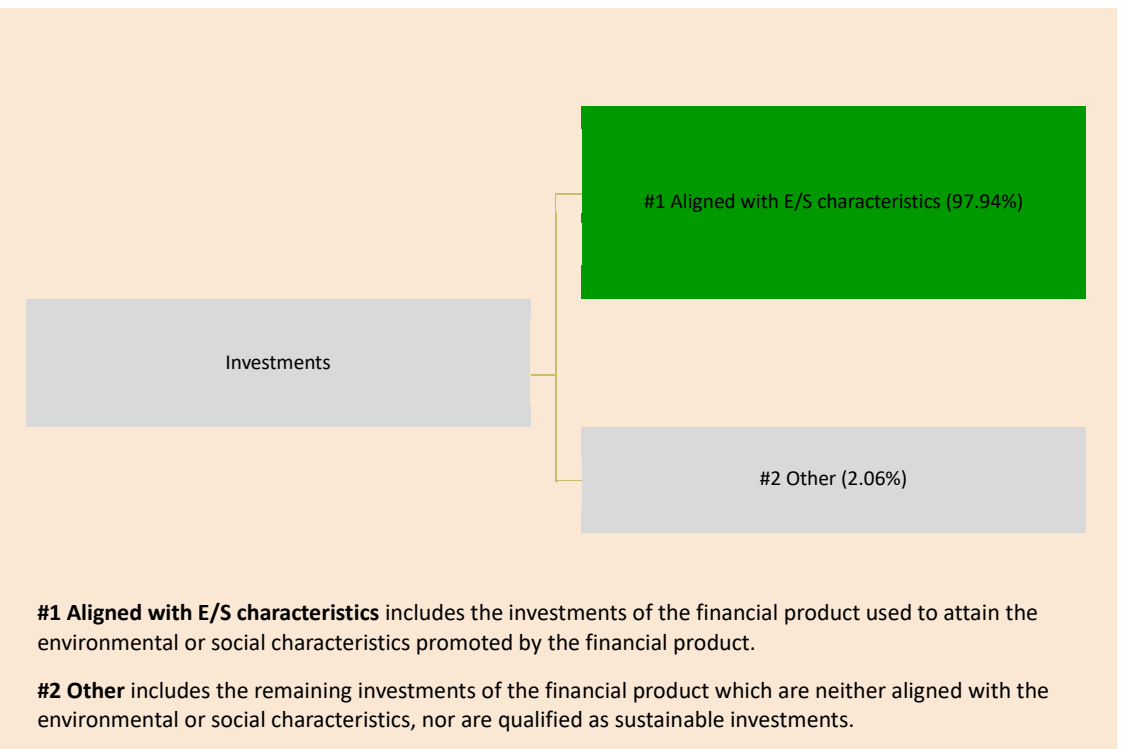 #1 Aligned with E/S characteristics (97.94%)
Investments
#2 Other (2.06%)
#1 Aligned with E/S characteristics includes the investments of the financial product used to attain the
environmental or social characteristics promoted by the financial product.
#2 Other includes the remaining investments of the financial product which are neither aligned with the
environmental or social characteristics, nor are qualified as sustainable investments.